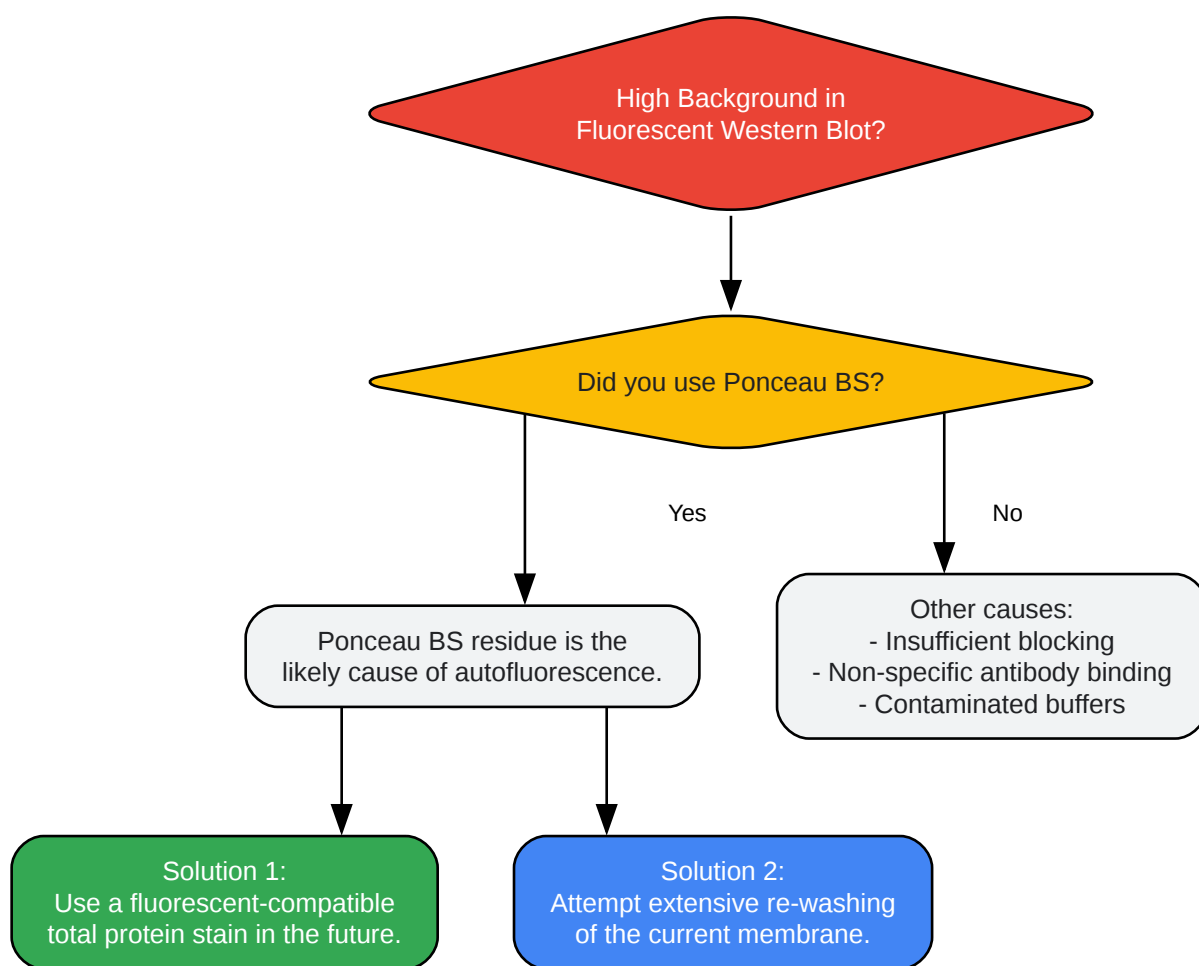 High Background in
Fluorescent Western Blot?
Did you use Ponceau BS?
Yes
No
Ponceau BS residue is the
likely cause of autofluorescence.
Other causes:
- Insufficient blocking
- Non-specific antibody binding
- Contaminated buffers
Solution 1:
Use a fluorescent-compatible
total protein stain in the future.
Solution 2:
Attempt extensive re-washing
of the current membrane.